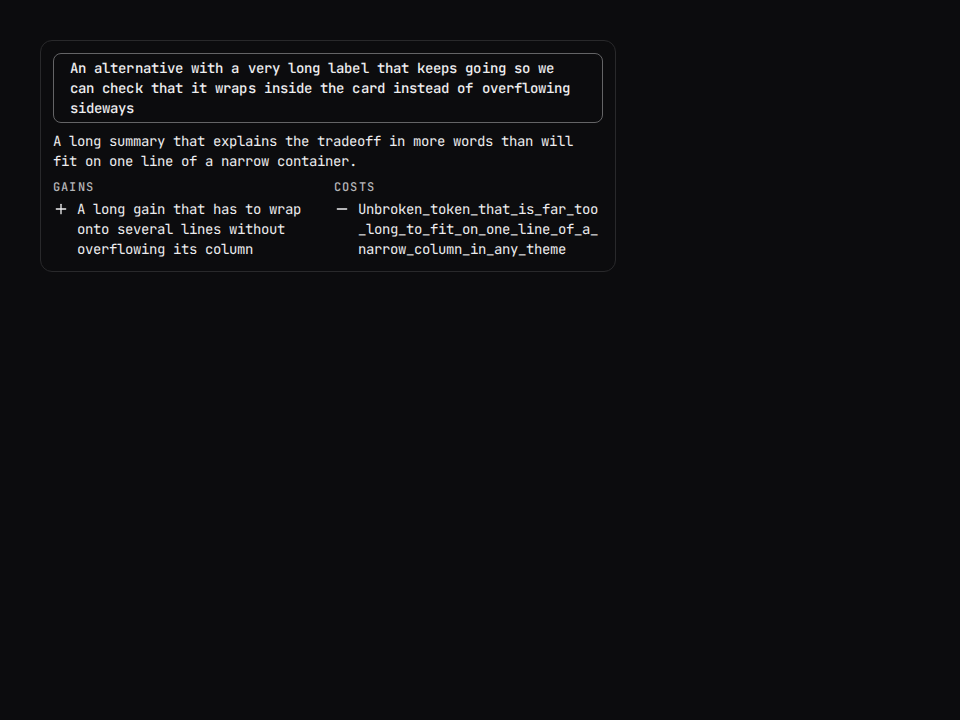 An alternative with a very long label that keeps going so we
can check that it wraps inside the card instead of overflowing
sideways
A long summary that explains the tradeoff in more words than will
fit on one line of a narrow container.
GAINS
+ A long gain that has to wrap
onto several lines without
overflowing its column
COSTS
− Unbroken_token_that_is_far_too
_long_to_fit_on_one_line_of_a_
narrow_column_in_any_theme